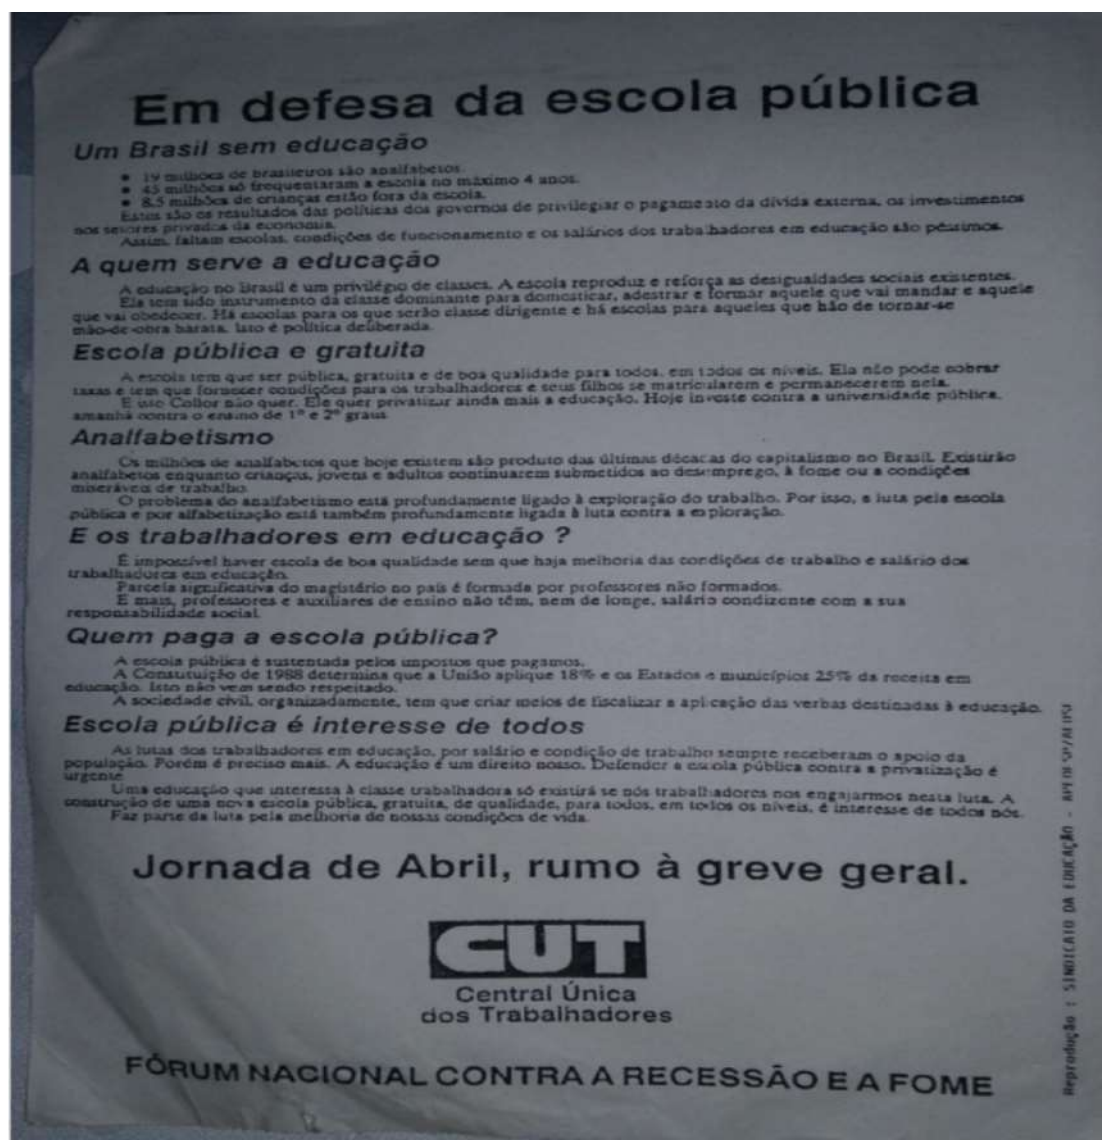 Em defesa da escola pública
Um Brasil sem educação
• 19 milhões de brasileiros são analfabetos.
• 45 milhões só frequentaram a escola no máximo 4 anos.
• 8.5 milhões de crianças estão fora da escola.
Estes são os resultados das políticas dos governos de privilegiar o pagamento da dívida externa, os investimentos
nos setores privados da economia.
Assim, faltam escolas, condições de funcionamento e os salários dos trabalhadores em educação são péssimos.
A quem serve a educação
A educação no Brasil é um privilégio de classes. A escola reproduz e reforça as desigualdades sociais existentes.
Ela tem sido instrumento da classe dominante para domesticar, adestrar e formar aquele que vai mandar e aquele
que vai obedecer. Há escolas para os que serão classe dirigente e há escolas para aqueles que hão de tornar-se
mão-de-obra barata. Isto é política deliberada.
Escola pública e gratuita
A escola tem que ser pública, gratuita e de boa qualidade para todos, em todos os níveis. Ela não pode cobrar
taxas e tem que fornecer condições para os trabalhadores e seus filhos se matricularem e permanecerem nela.
E isso Collor não quer. Ele quer privatizar ainda mais a educação. Hoje investe contra a universidade pública,
amanhã contra o ensino de 1º e 2º graus.
Analfabetismo
Os milhões de analfabetos que hoje existem são produto das últimas décacas do capitalismo no Brasil. Existirão
analfabetos enquanto crianças, jovens e adultos continuarem submetidos ao desemprego, à fome ou a condições
miseráveis de trabalho.
O problema do analfabetismo está profundamente ligado à exploração do trabalho. Por isso, a luta pela escola
pública e por alfabetização está também profundamente ligada à luta contra a exploração.
E os trabalhadores em educação ?
É impossível haver escola de boa qualidade sem que haja melhoria das condições de trabalho e salário dos
trabalhadores em educação.
Parcela significativa do magistério no país é formada por professores não formados.
E mais, professores e auxiliares de ensino não têm, nem de longe, salário condizente com a sua
responsabilidade social.
Quem paga a escola pública?
A escola pública é sustentada pelos impostos que pagamos.
A Constituição de 1988 determina que a União aplique 18% e os Estados e municípios 25% da receita em
educação. Isto não vem sendo respeitado.
A sociedade civil, organizadamente, tem que criar meios de fiscalizar a aplicação das verbas destinadas à educação.
Escola pública é interesse de todos
As lutas dos trabalhadores em educação, por salário e condição de trabalho sempre receberam o apoio da
população. Porém é preciso mais. A educação é um direito nosso. Defender a escola pública contra a privatização é
urgente
Uma educação que interessa à classe trabalhadora só existirá se nós trabalhadores nos engajarmos nesta luta. A
construção de uma nova escola pública, gratuita, de qualidade, para todos, em todos os níveis, é interesse de todos nós.
Faz parte da luta pela melhoria de nossas condições de vida.
Jornada de Abril, rumo à greve geral.
CUT
Central Única
dos Trabalhadores
FÓRUM NACIONAL CONTRA A RECESSÃO E A FOME
Reprodução : SINDICATO DA EDUCAÇÃO -